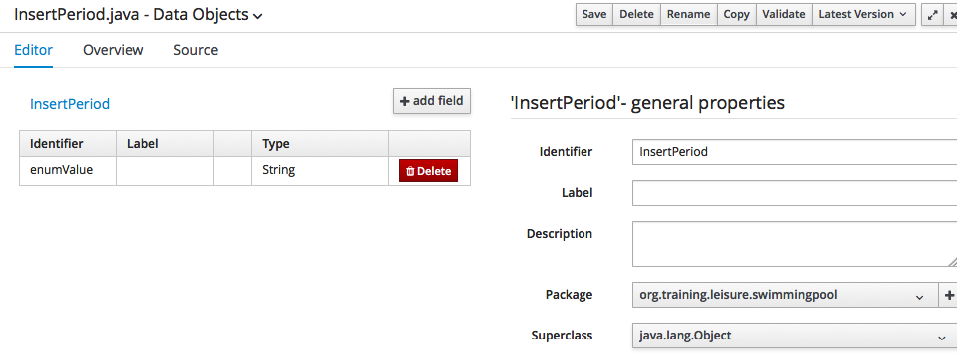 InsertPeriod.java - Data Objects
Save Delete Rename Copy Validate Latest Version
Editor Overview Source
InsertPeriod
+ add field
Identifier Label Type
enumValue String Delete
'InsertPeriod'- general properties
Identifier InsertPeriod
Label
Description
Package org.training.leisure.swimmingpool +
Superclass java.lang.Object